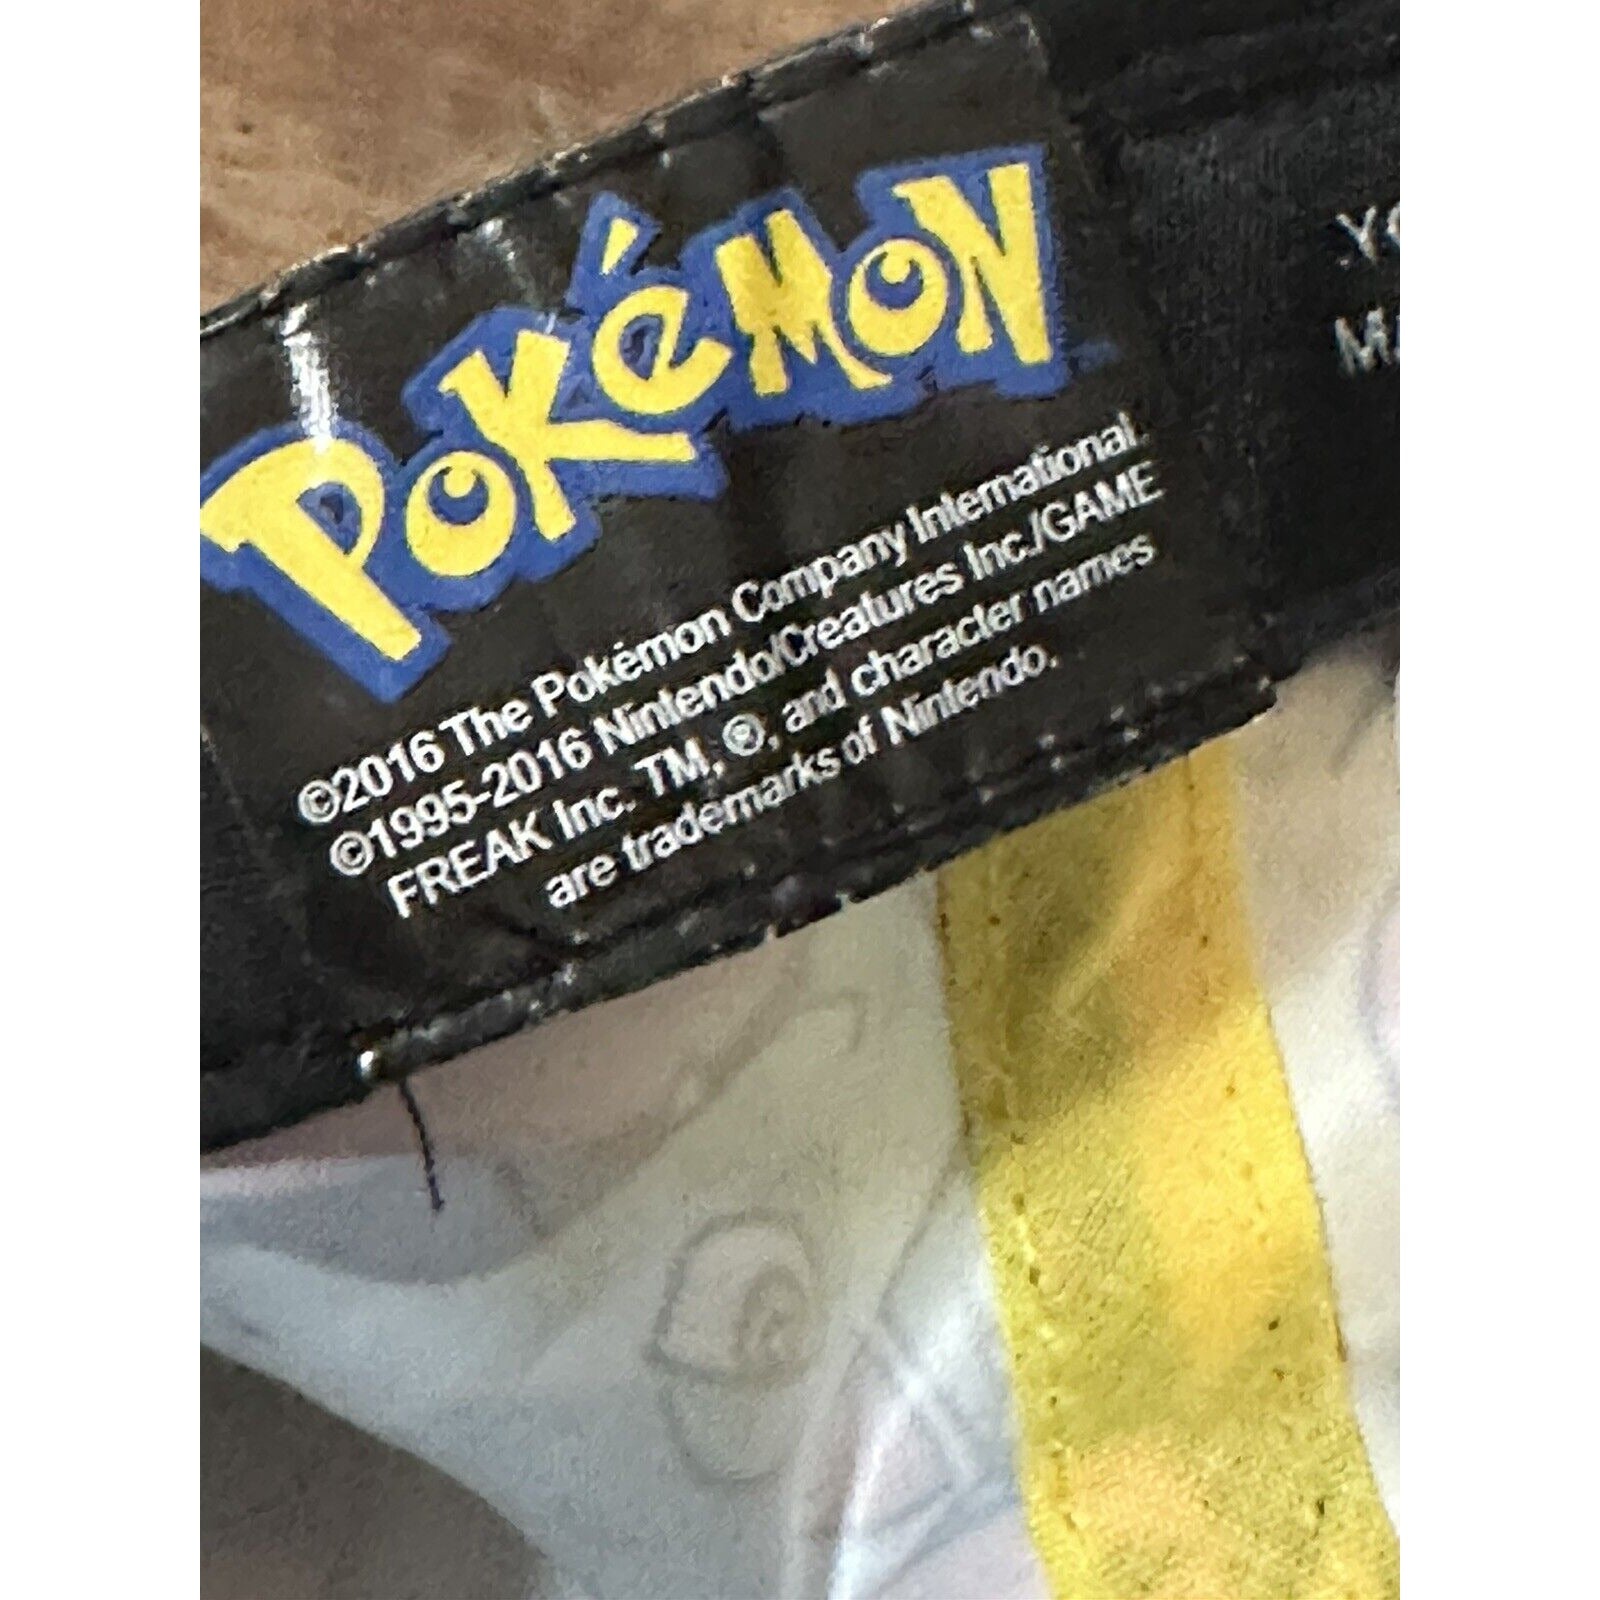 Pokémon
©2016 The Pokémon Company International.
©1995-2016 Nintendo/Creatures Inc./GAME
FREAK Inc. TM, ®, and character names
are trademarks of Nintendo.